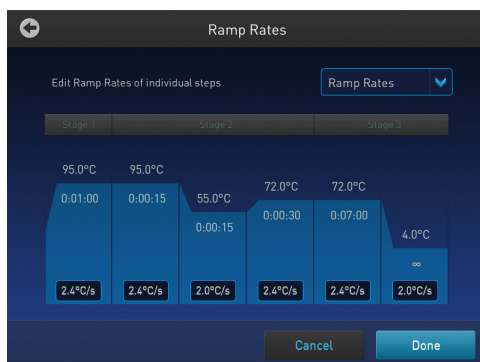 Ramp Rates
Edit Ramp Rates of individual steps
Ramp Rates
Stage 1
Stage 2
Stage 3
95.0°C
95.0°C
55.0°C
72.0°C
72.0°C
4.0°C
0:01:00
0:00:15
0:00:15
0:00:30
0:07:00
∞
2.4°C/s
2.4°C/s
2.0°C/s
2.4°C/s
2.4°C/s
2.0°C/s
Cancel
Done